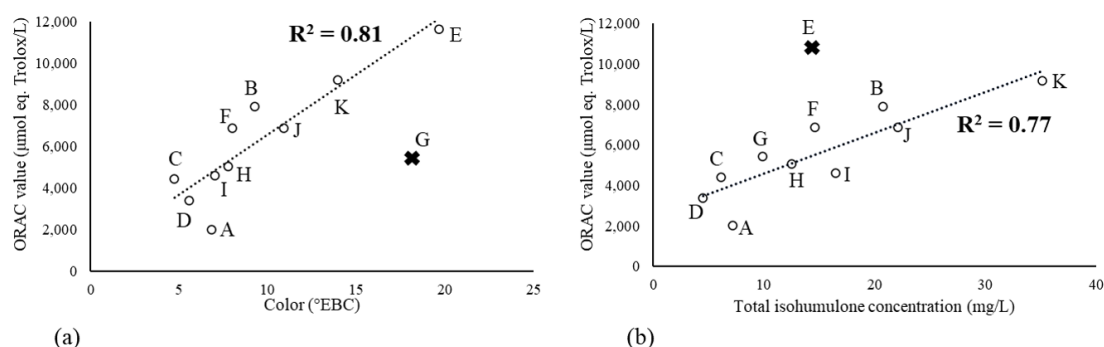 12,000
10,000
8,000
6,000
4,000
2,000
0
ORAC value (μmol eq. Trolox/L)
R² = 0.81
E
B
K
F
J
G
C
H
I
D
A
0 5 10 15 20 25
Color (°EBC)
(a)
12,000
10,000
8,000
6,000
4,000
2,000
0
ORAC value (μmol eq. Trolox/L)
E
K
B
F
R² = 0.77
J
G
C
H
I
D
A
0 10 20 30 40
Total isohumulone concentration (mg/L)
(b)